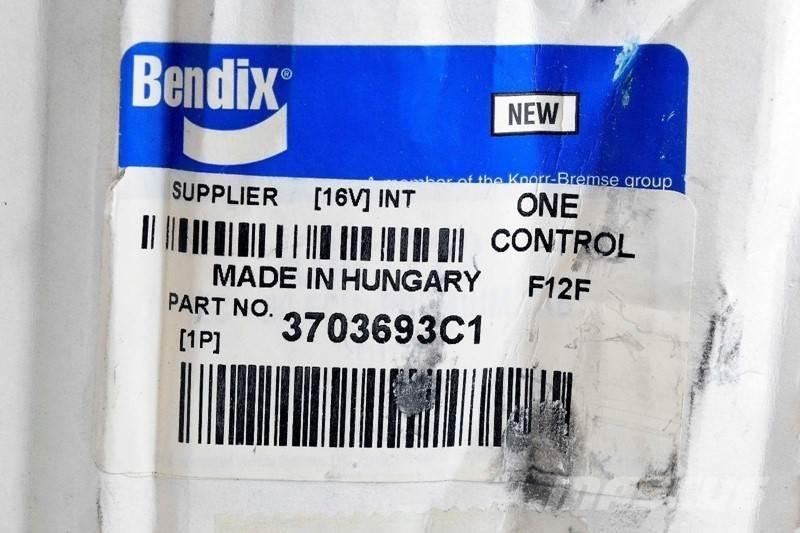 Bendix®
NEW
A member of the Knorr-Bremse group
SUPPLIER [16V] INT
ONE
CONTROL
MADE IN HUNGARY F12F
PART NO. 3703693C1
[1P]
MASCUS